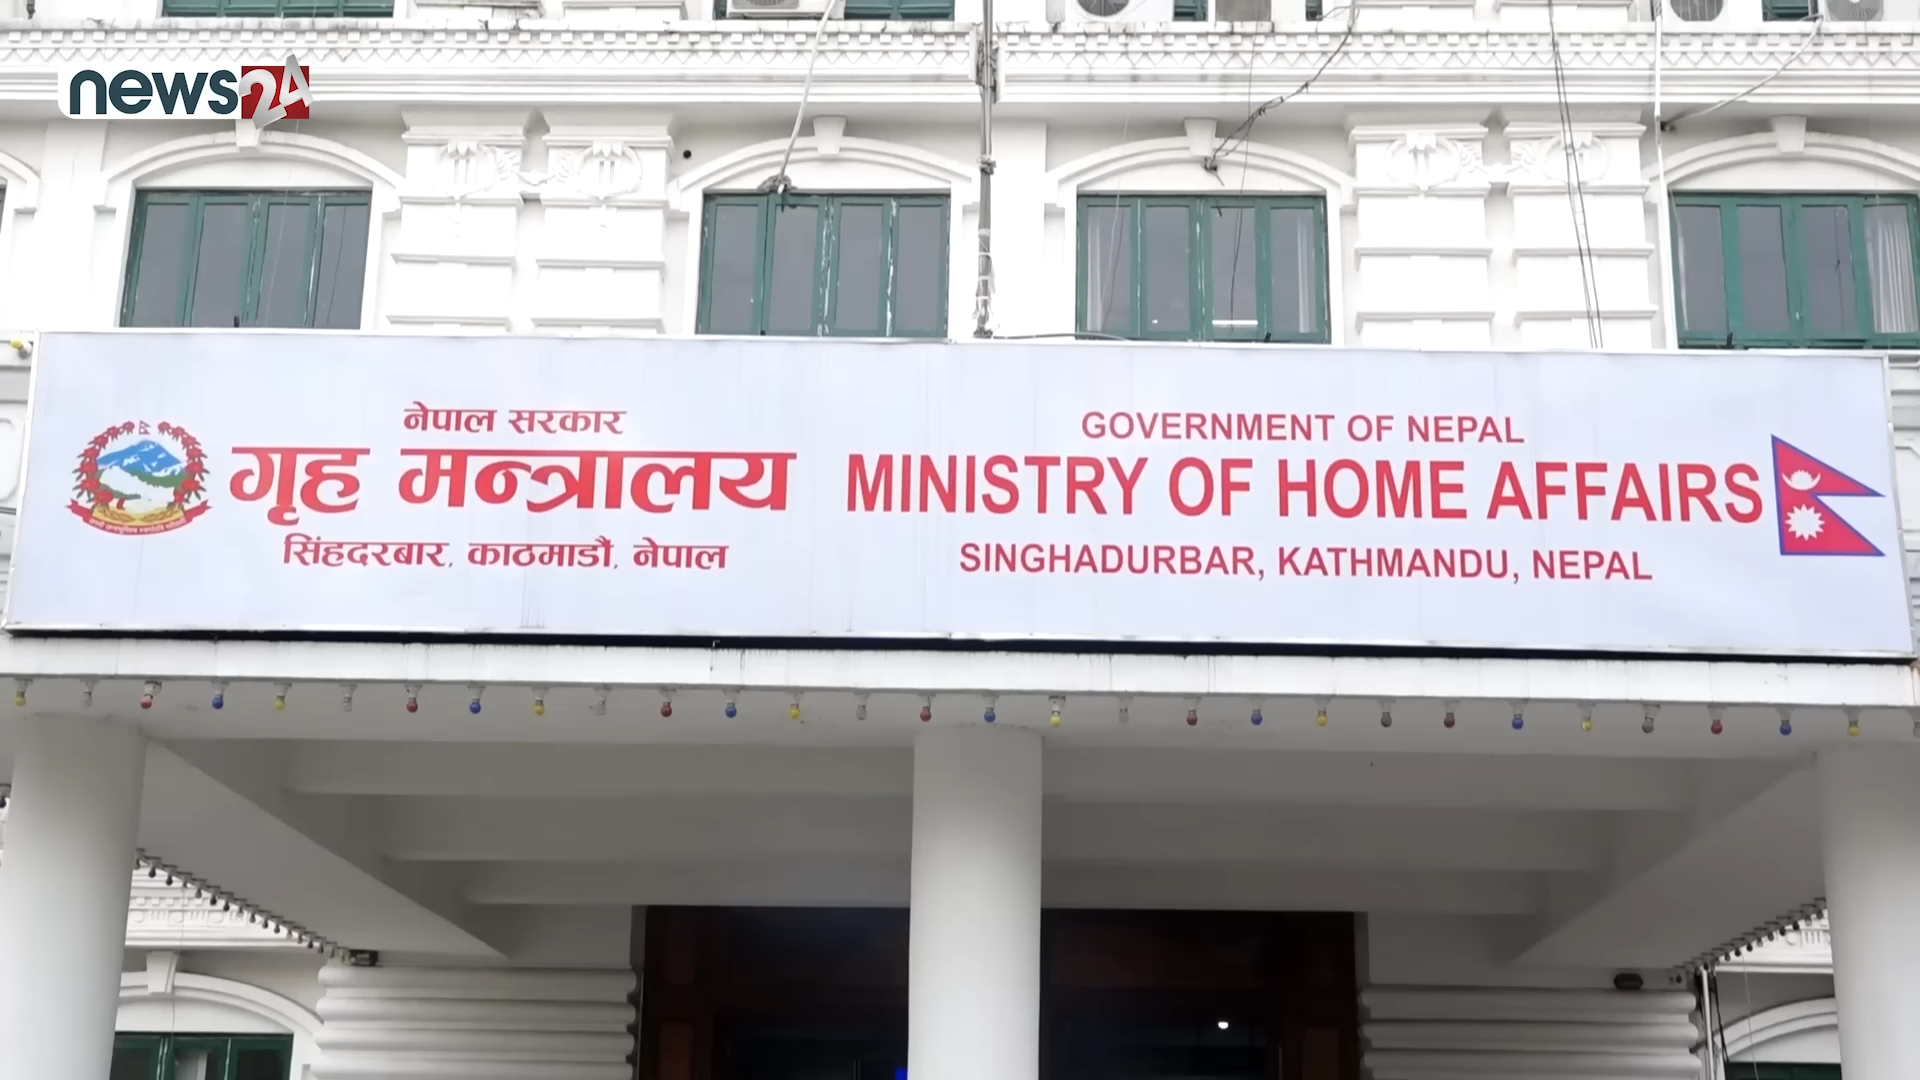 news24
नेपाल सरकार
गृह मन्त्रालय
सिंहदरबार, काठमाडौं, नेपाल
GOVERNMENT OF NEPAL
MINISTRY OF HOME AFFAIRS
SINGHADURBAR, KATHMANDU, NEPAL